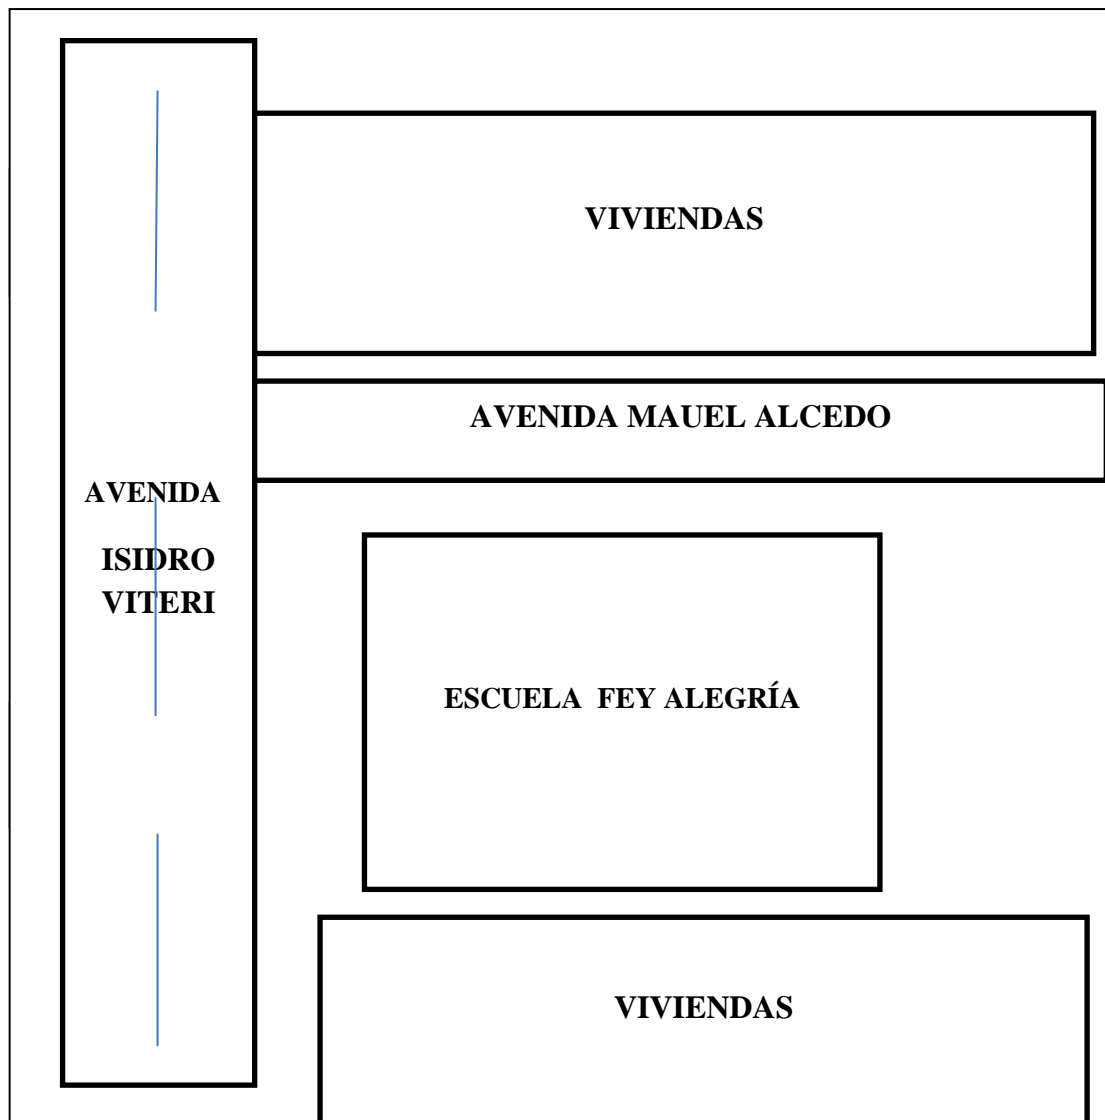 VIVIENDAS
AVENIDA MAUEL ALCEDO
AVENIDA
ISIDRO
VITERI
ESCUELA FEY ALEGRÍA
VIVIENDAS